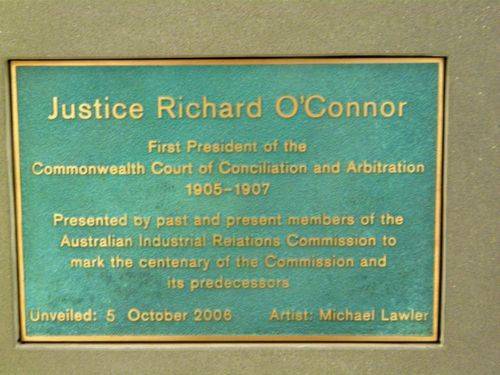 Justice Richard O'Connor
First President of the
Commonwealth Court of Conciliation and Arbitration
1905-1907
Presented by past and present members of the
Australian Industrial Relations Commission to
mark the centenary of the Commission and
its predecessors
Unveiled: 5 October 2006 Artist: Michael Lawler